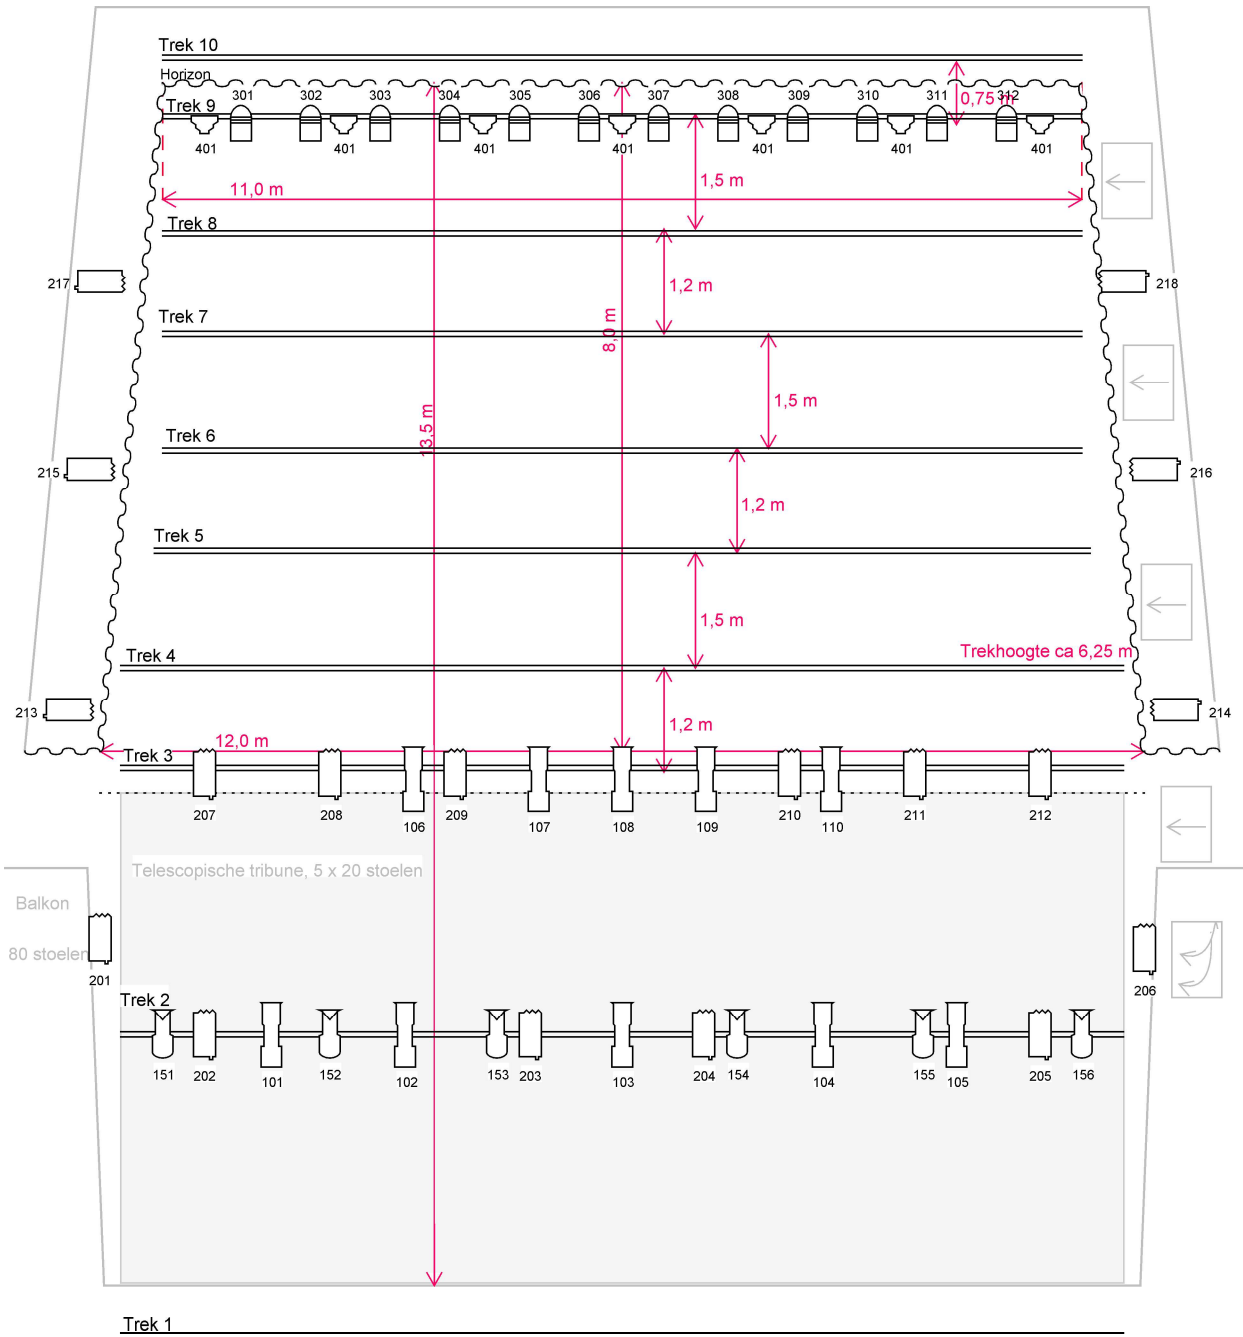 Trek 10
Horizon
301 302 303 304 305 306 307 308 309 310 311 312
Trek 9
0,75 m
401 401 401 401 401 401 401
1,5 m
11,0 m
Trek 8
217
218
1,2 m
Trek 7
8,0 m
1,5 m
13,5 m
Trek 6
215
216
1,2 m
Trek 5
1,5 m
Trek 4
Trekhoogte ca 6,25 m
213
214
1,2 m
12,0 m
Trek 3
207 208 106 209 107 108 109 210 110 211 212
Telescopische tribune, 5 x 20 stoelen
Balkon
80 stoelen
201
206
Trek 2
151 202 101 152 102 153 203 103 204 154 104 155 105 205 156
Trek 1